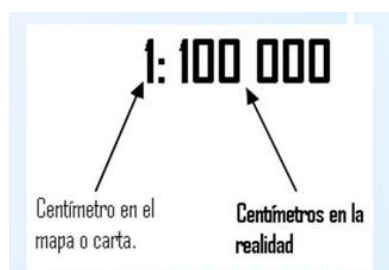 1: 100 000
Centímetro en el
mapa o carta.
Centímetros en la
realidad